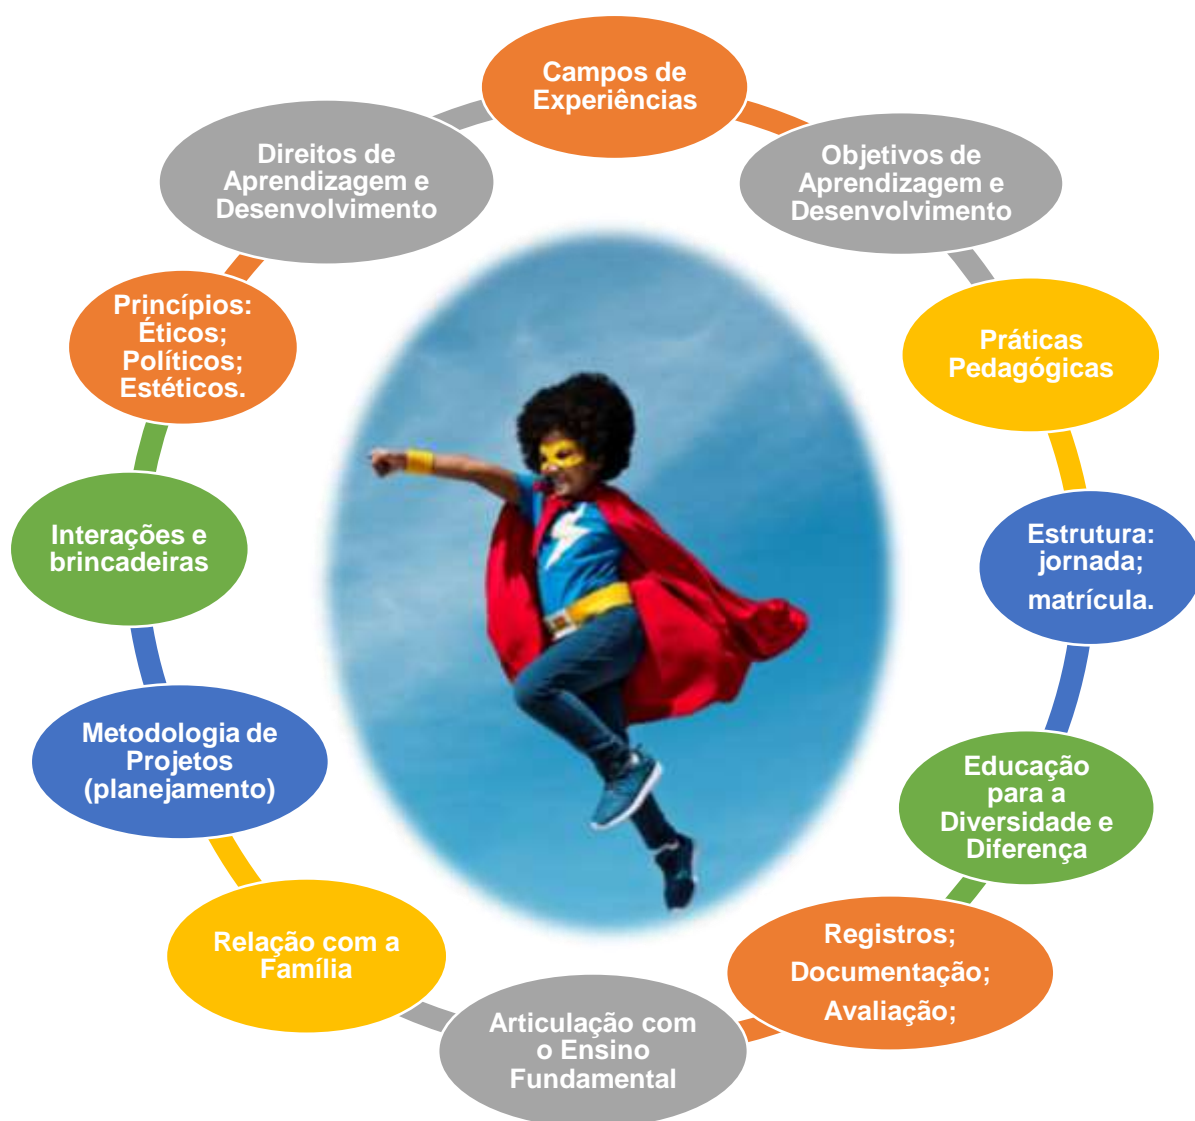 Campos de
Experiências
Objetivos de
Aprendizagem e
Desenvolvimento
Práticas
Pedagógicas
Estrutura:
jornada;
matrícula.
Educação
para a
Diversidade e
Diferença
Registros;
Documentação;
Avaliação;
Articulação com
o Ensino
Fundamental
Relação com a
Família
Metodologia de
Projetos
(planejamento)
Interações e
brincadeiras
Princípios:
Éticos;
Políticos;
Estéticos.
Direitos de
Aprendizagem e
Desenvolvimento